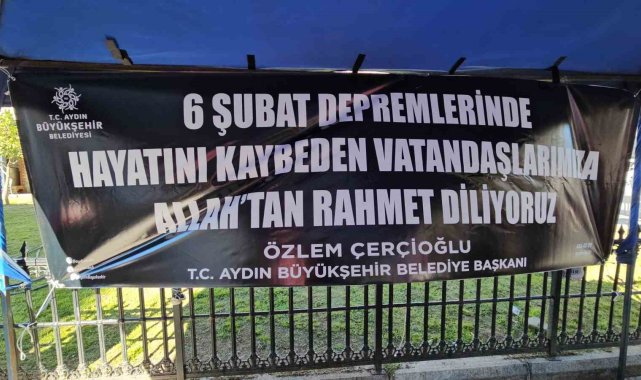 T.C. AYDIN
BÜYÜKŞEHİR
BELEDİYESİ
6 ŞUBAT DEPREMLERİNDE
HAYATINI KAYBEDEN VATANDAŞLARIMIZA
ALLAH'TAN RAHMET DİLİYORUZ
ÖZLEM ÇERÇİOĞLU
T.C. AYDIN BÜYÜKŞEHİR BELEDİYE BAŞKANI